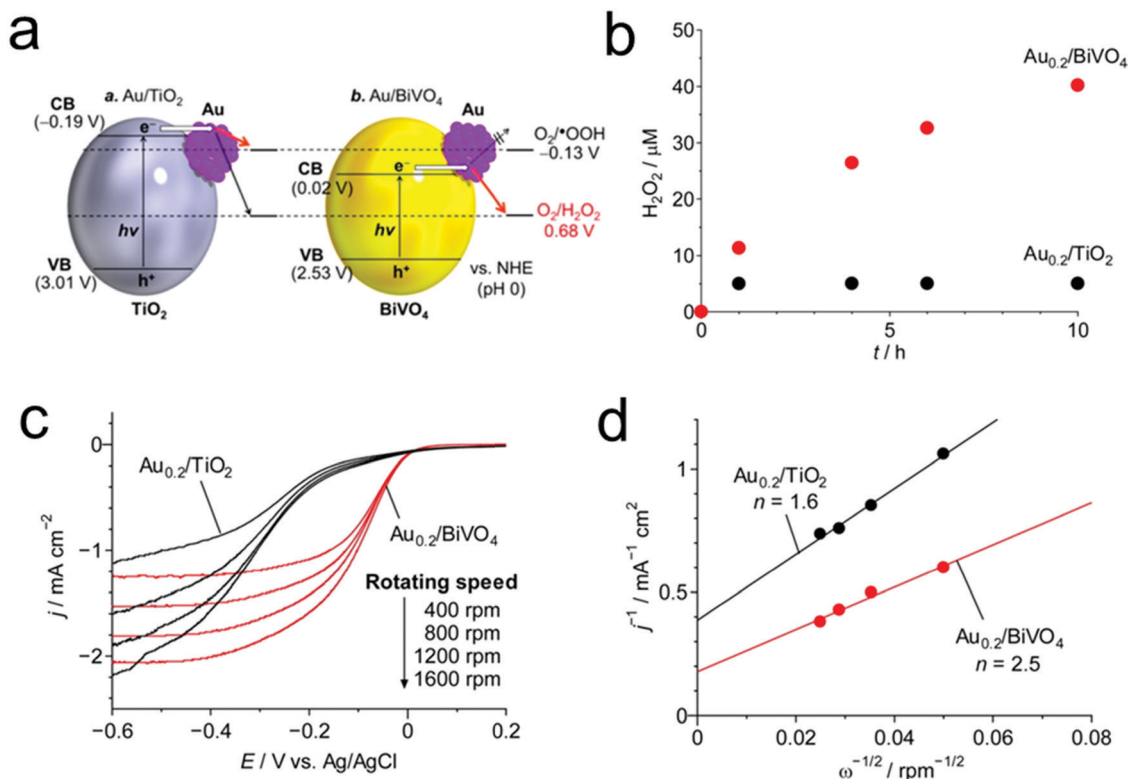 a
a. Au/TiO₂
b. Au/BiVO₄
CB
(−0.19 V)
Au
e⁻
hν
VB
(3.01 V)
h⁺
TiO₂
Au
CB
(0.02 V)
e⁻
hν
VB
(2.53 V)
h⁺
BiVO₄
O₂/•OOH
−0.13 V
O₂/H₂O₂
0.68 V
vs. NHE
(pH 0)
b
H₂O₂ / μM
50
40
30
20
10
0
Au₀.₂/BiVO₄
Au₀.₂/TiO₂
0
5
10
t / h
c
j / mA cm⁻²
0
−1
−2
Au₀.₂/TiO₂
Au₀.₂/BiVO₄
Rotating speed
400 rpm
800 rpm
1200 rpm
1600 rpm
−0.6
−0.4
−0.2
0
0.2
E / V vs. Ag/AgCl
d
j⁻¹ / mA⁻¹ cm²
1
0.5
0
Au₀.₂/TiO₂
n = 1.6
Au₀.₂/BiVO₄
n = 2.5
0
0.02
0.04
0.06
0.08
ω⁻¹/² / rpm⁻¹/²